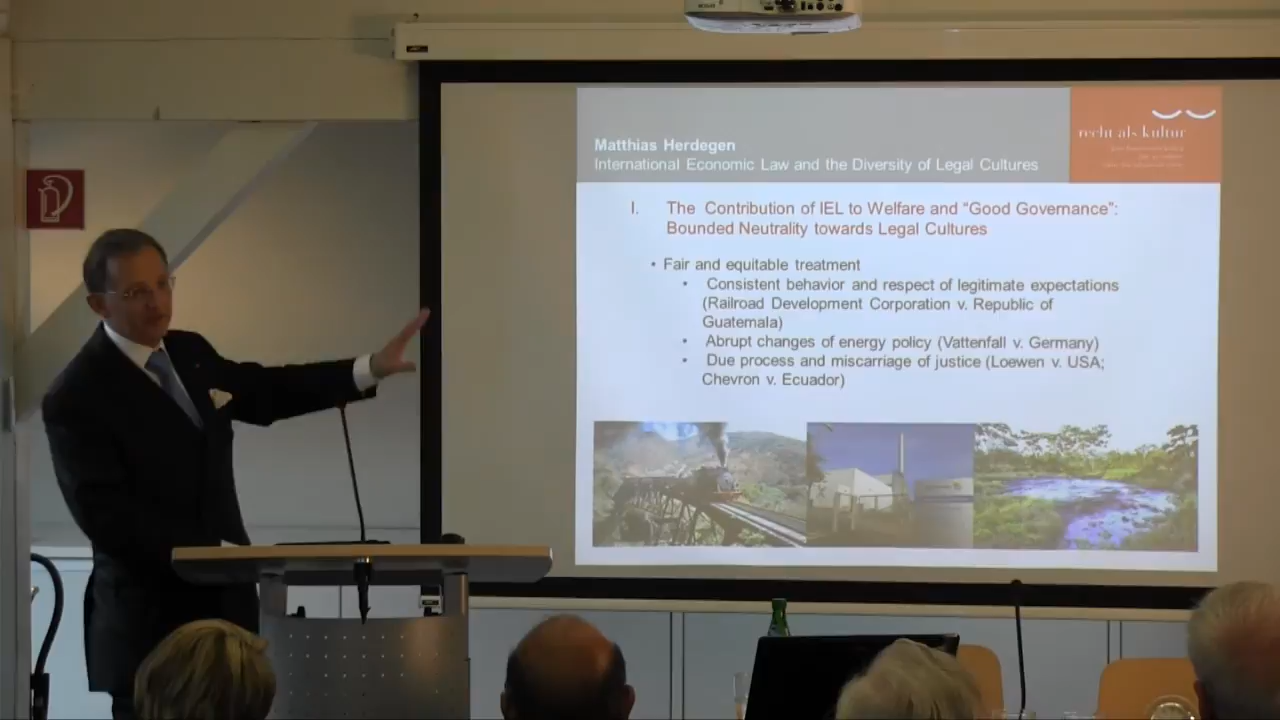 Matthias Herdegen
International Economic Law and the Diversity of Legal Cultures
recht als kultur
I. The Contribution of IEL to Welfare and “Good Governance”:
Bounded Neutrality towards Legal Cultures
• Fair and equitable treatment
• Consistent behavior and respect of legitimate expectations
(Railroad Development Corporation v. Republic of
Guatemala)
• Abrupt changes of energy policy (Vattenfall v. Germany)
• Due process and miscarriage of justice (Loewen v. USA;
Chevron v. Ecuador)